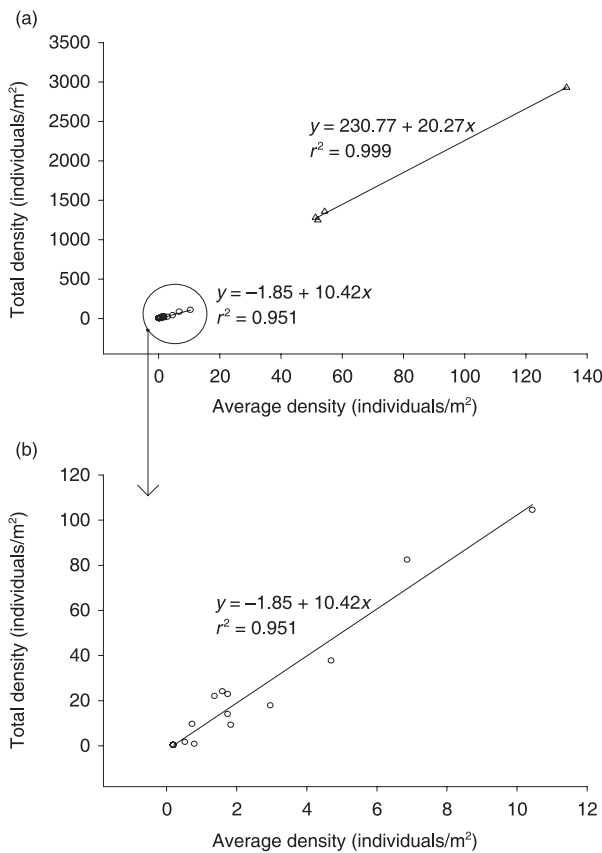 (a)
3500
3000
2500
2000
1500
1000
500
0
Total density (individuals/m²)
y = 230.77 + 20.27x
r² = 0.999
y = −1.85 + 10.42x
r² = 0.951
0 20 40 60 80 100 120 140
Average density (individuals/m²)
(b)
120
100
80
60
40
20
0
Total density (individuals/m²)
y = −1.85 + 10.42x
r² = 0.951
0 2 4 6 8 10 12
Average density (individuals/m²)